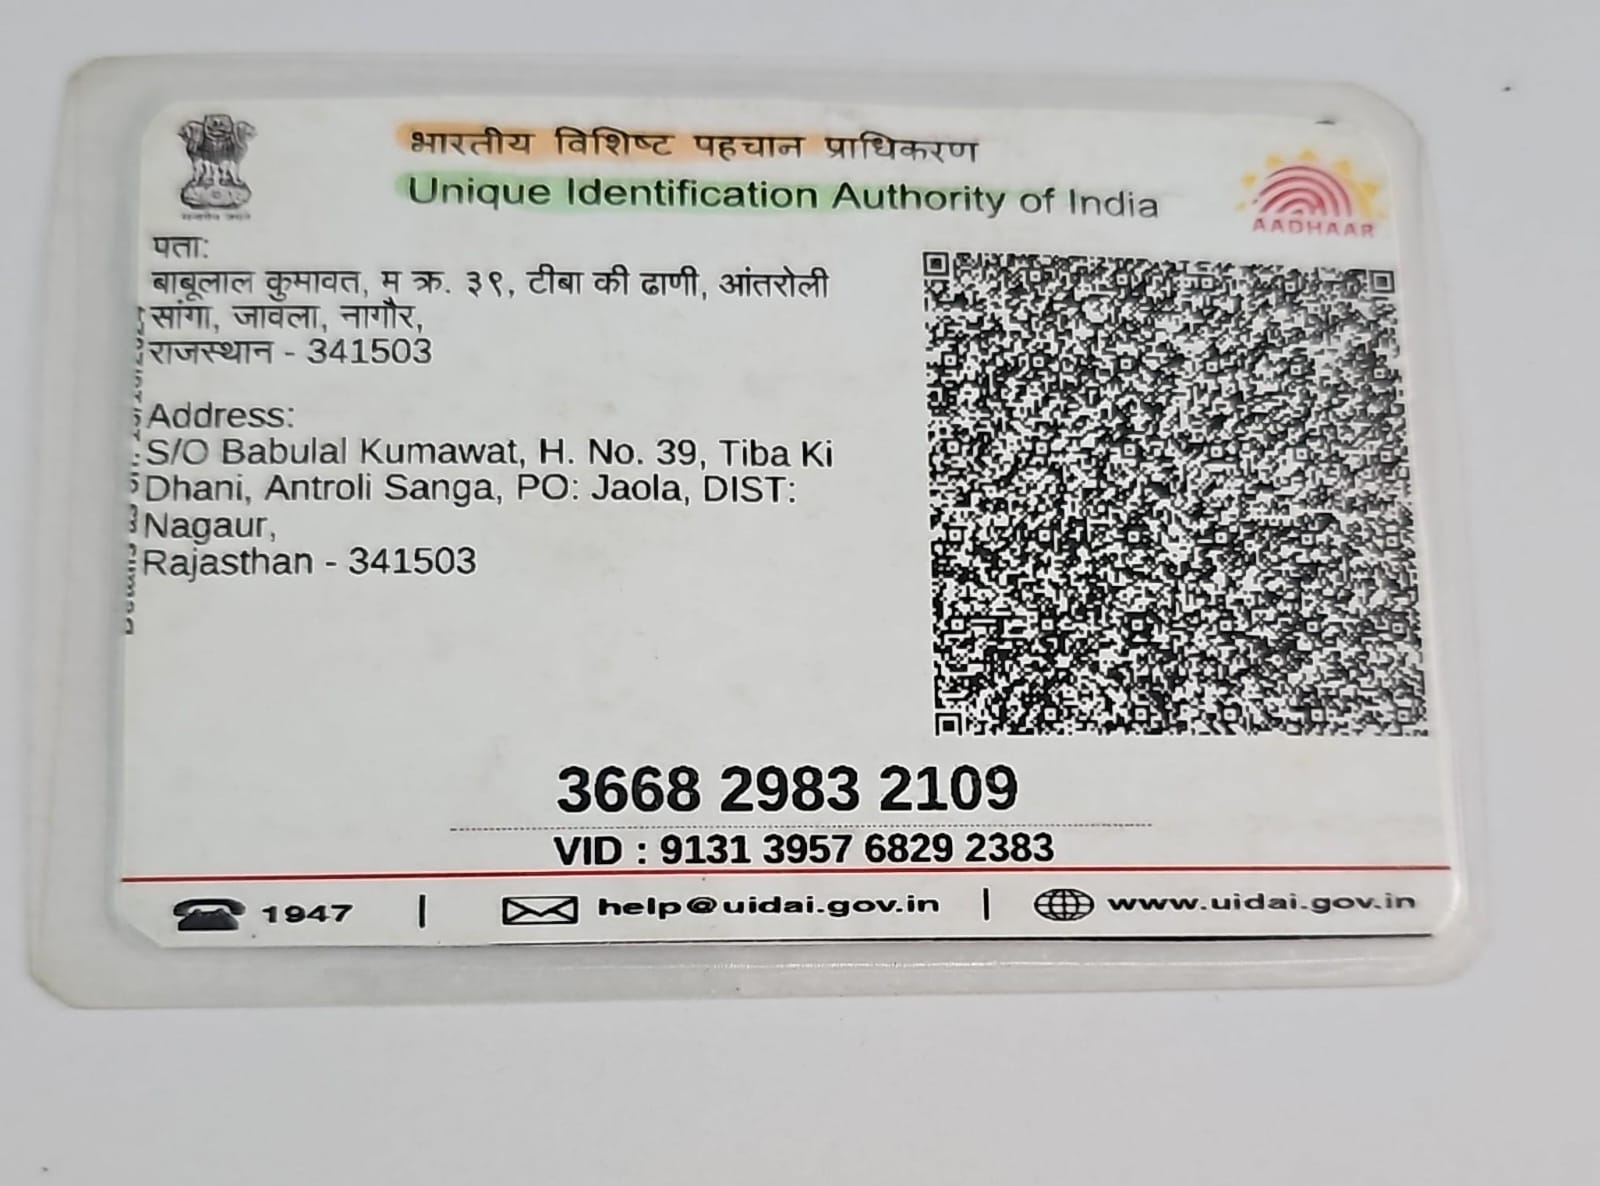 भारतीय विशिष्ट पहचान प्राधिकरण
Unique Identification Authority of India
AADHAAR
पता:
बाबूलाल कुमावत, म क्र. ३९, टीबा की ढाणी, आंतरोली
सांगा, जावला, नागौर,
राजस्थान - 341503
Address:
S/O Babulal Kumawat, H. No. 39, Tiba Ki
Dhani, Antroli Sanga, PO: Jaola, DIST:
Nagaur,
Rajasthan - 341503
3668 2983 2109
VID : 9131 3957 6829 2383
1947 | help@uidai.gov.in | www.uidai.gov.in